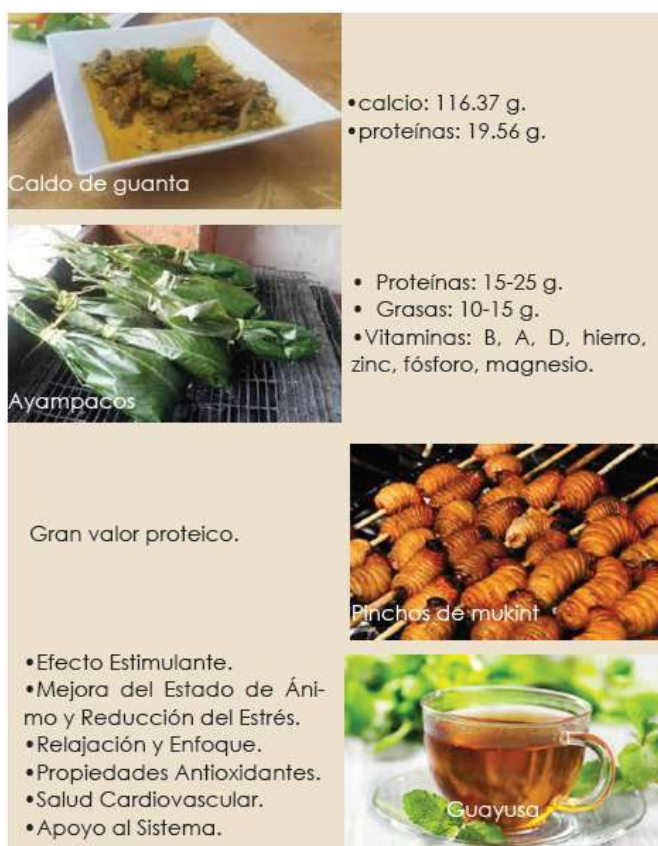 •calcio: 116.37 g.
•proteínas: 19.56 g.
Caldo de guanta
• Proteínas: 15-25 g.
• Grasas: 10-15 g.
•Vitaminas: B, A, D, hierro,
zinc, fósforo, magnesio.
Ayampacos
Gran valor proteico.
Pinchos de mukint
•Efecto Estimulante.
•Mejora del Estado de Áni-
mo y Reducción del Estrés.
•Relajación y Enfoque.
•Propiedades Antioxidantes.
•Salud Cardiovascular.
•Apoyo al Sistema.
Guayusa